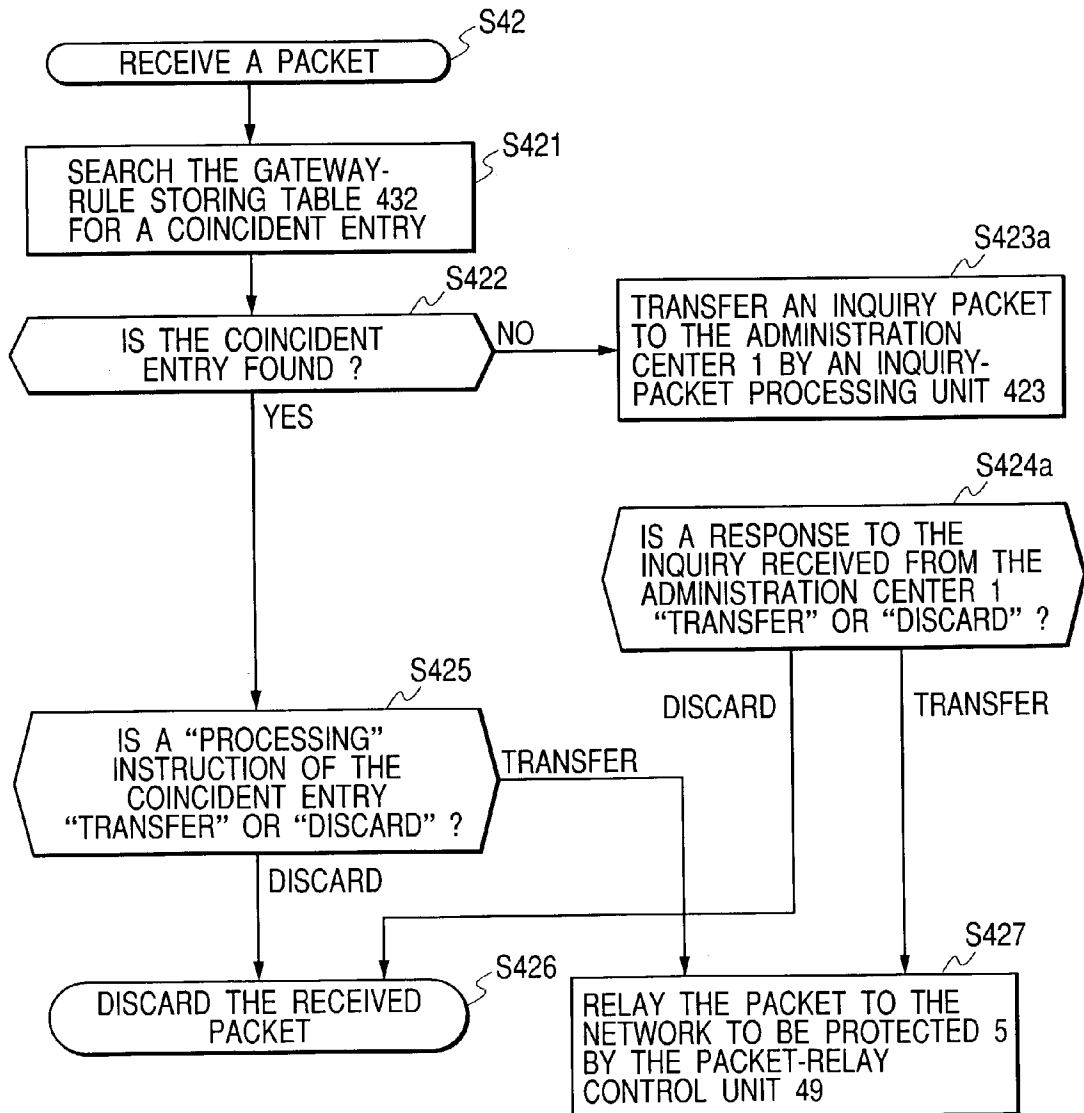 S42
RECEIVE A PACKET
S421
SEARCH THE GATEWAY-
RULE STORING TABLE 432
FOR A COINCIDENT ENTRY
S422
IS THE COINCIDENT
ENTRY FOUND ?
NO
YES
S423a
TRANSFER AN INQUIRY PACKET
TO THE ADMINISTRATION
CENTER 1 BY AN INQUIRY-
PACKET PROCESSING UNIT 423
S424a
IS A RESPONSE TO THE
INQUIRY RECEIVED FROM THE
ADMINISTRATION CENTER 1
“TRANSFER” OR “DISCARD” ?
DISCARD
TRANSFER
S425
IS A “PROCESSING”
INSTRUCTION OF THE
COINCIDENT ENTRY
“TRANSFER” OR “DISCARD” ?
TRANSFER
DISCARD
S426
DISCARD THE RECEIVED
PACKET
S427
RELAY THE PACKET TO THE
NETWORK TO BE PROTECTED 5
BY THE PACKET-RELAY
CONTROL UNIT 49